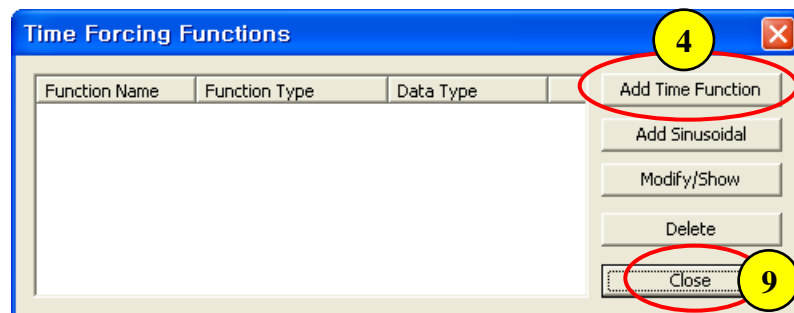 Time Forcing Functions
4
Function Name Function Type Data Type
Add Time Function
Add Sinusoidal
Modify/Show
Delete
Close
9